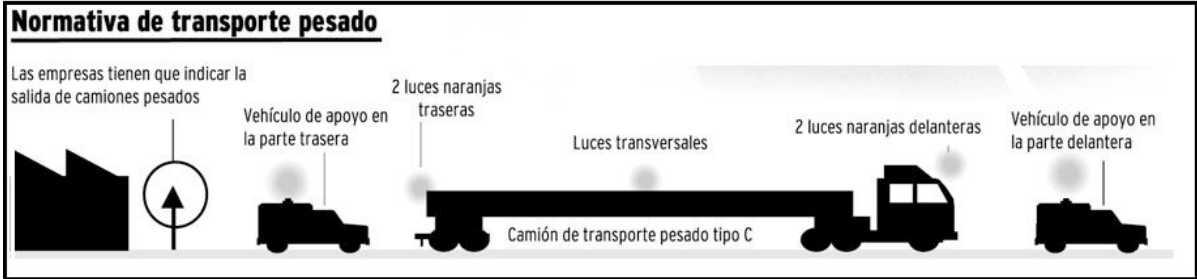 Normativa de transporte pesado
Las empresas tienen que indicar la
salida de camiones pesados
Vehículo de apoyo en
la parte trasera
2 luces naranjas
traseras
Luces transversales
2 luces naranjas delanteras
Vehículo de apoyo en
la parte delantera
Camión de transporte pesado tipo C